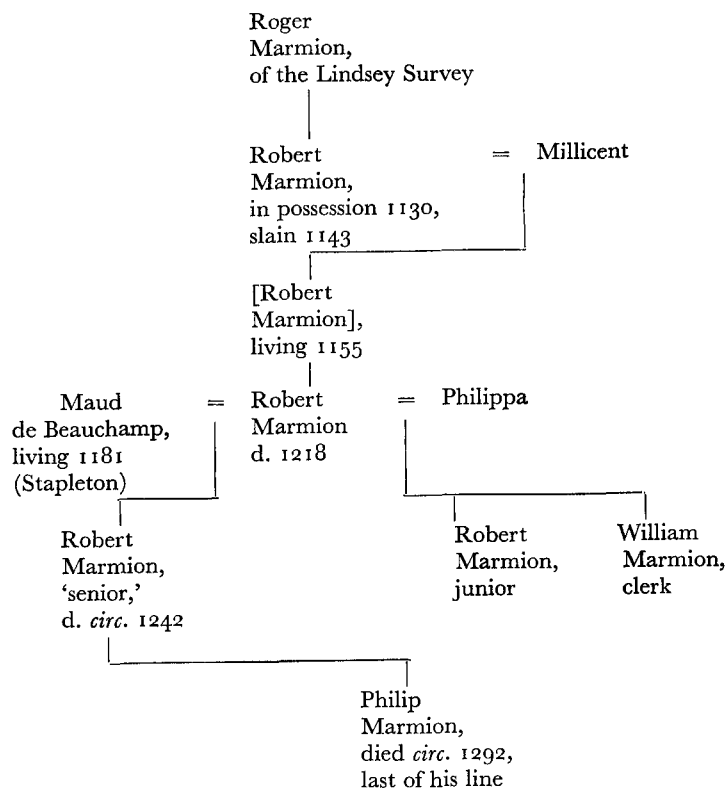 Roger
Marmion,
of the Lindsey Survey
Robert
Marmion,
in possession 1130,
slain 1143
= Millicent
[Robert
Marmion],
living 1155
Maud
de Beauchamp,
living 1181
(Stapleton)
=
Robert
Marmion
d. 1218
= Philippa
Robert
Marmion,
‘senior,’
d. circ. 1242
Robert
Marmion,
junior
William
Marmion,
clerk
Philip
Marmion,
died circ. 1292,
last of his line